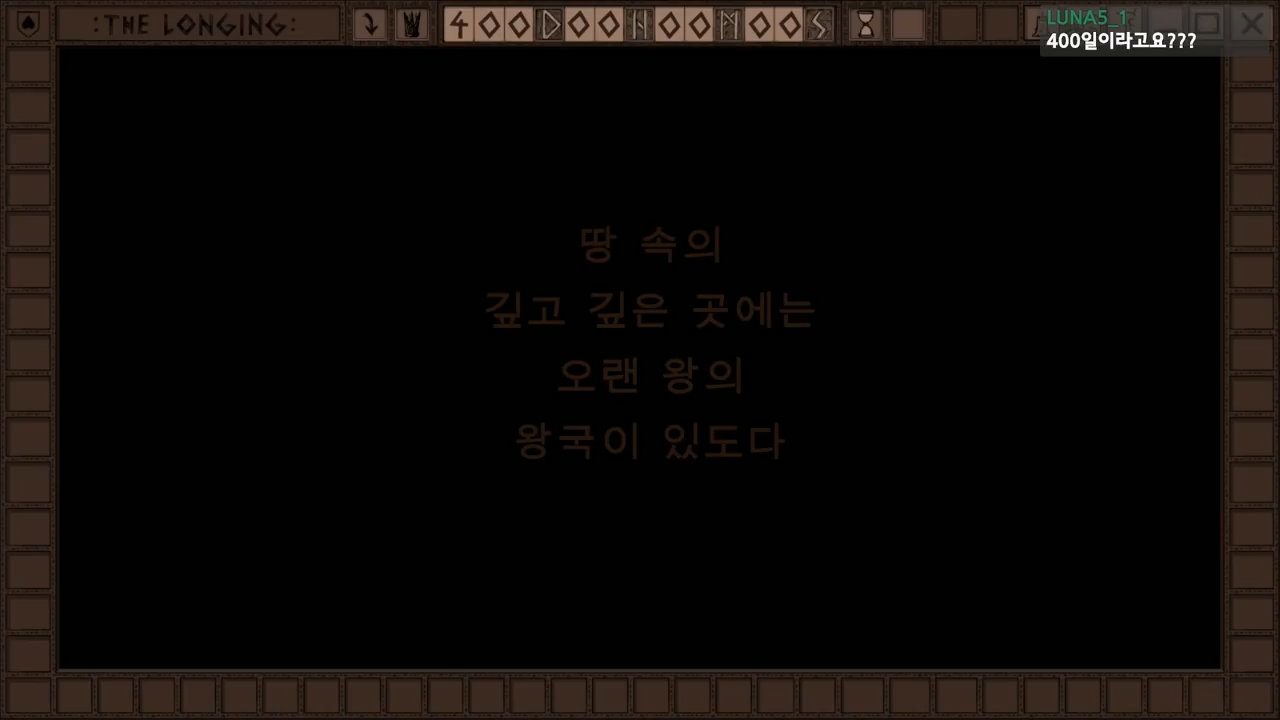 :THE LONGING:
4◊◊D◊◊H◊◊M◊◊S
LUNA5_1
400일이라고요???
땅 속의
깊고 깊은 곳에는
오랜 왕의
왕국이 있도다